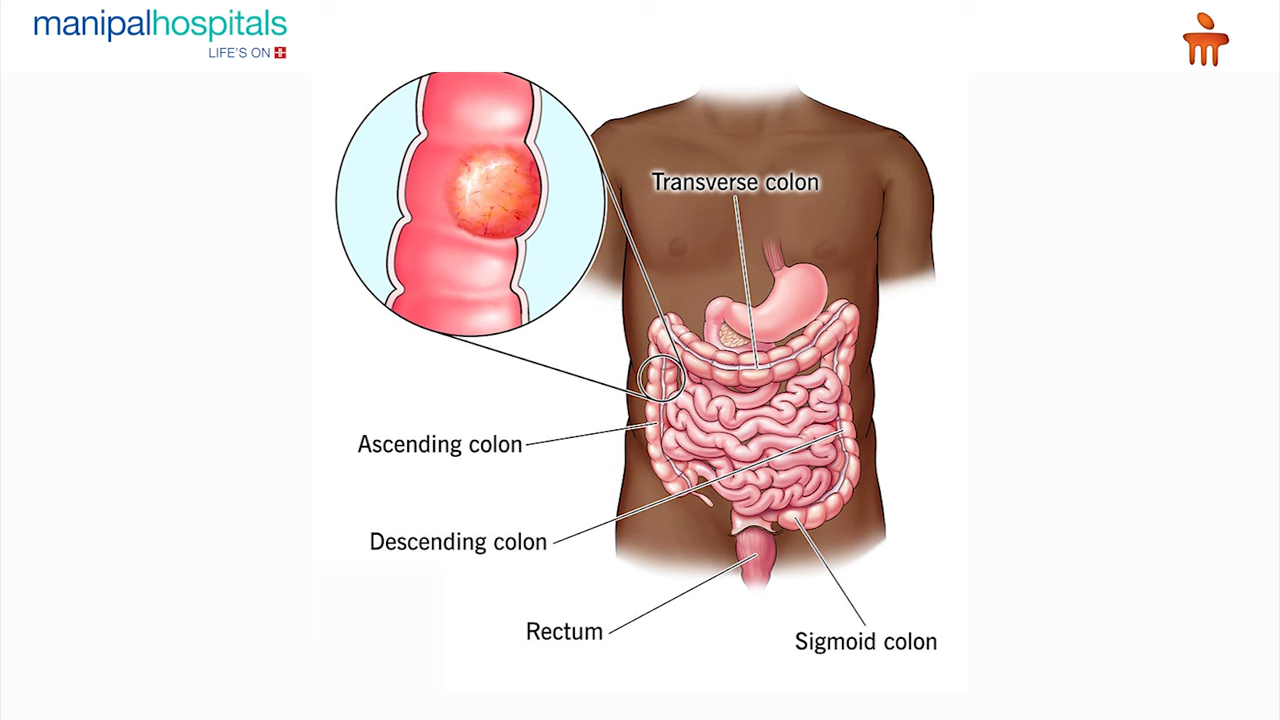 manipalhospitals
LIFE'S ON
Transverse colon
Ascending colon
Descending colon
Rectum
Sigmoid colon